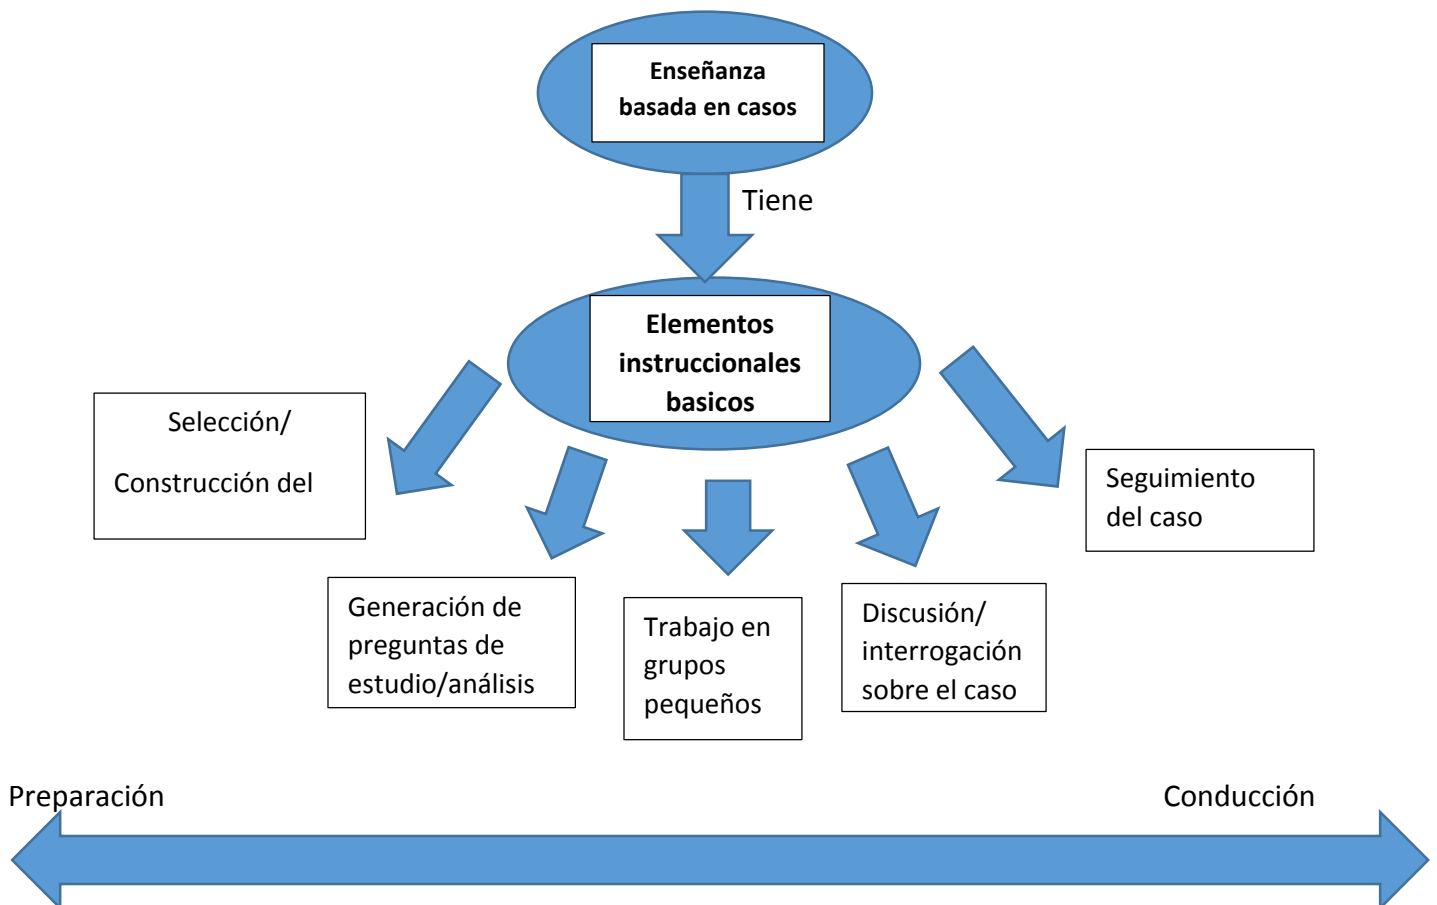 Enseñanza
basada en casos
Tiene
Elementos
instruccionales
basicos
Selección/
Construcción del
Generación de
preguntas de
estudio/análisis
Trabajo en
grupos
pequeños
Discusión/
interrogación
sobre el caso
Seguimiento
del caso
Preparación
Conducción